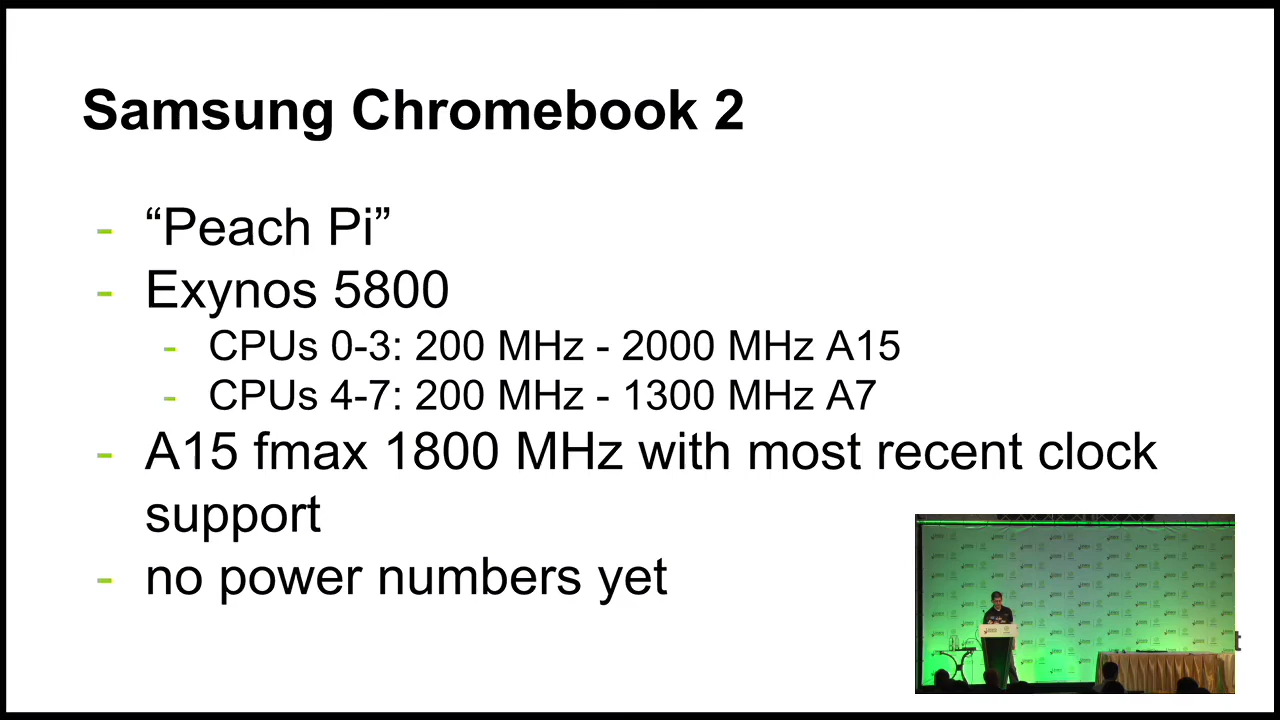 Samsung Chromebook 2
- “Peach Pi”
- Exynos 5800
- CPUs 0-3: 200 MHz - 2000 MHz A15
- CPUs 4-7: 200 MHz - 1300 MHz A7
- A15 fmax 1800 MHz with most recent clock
support
- no power numbers yet